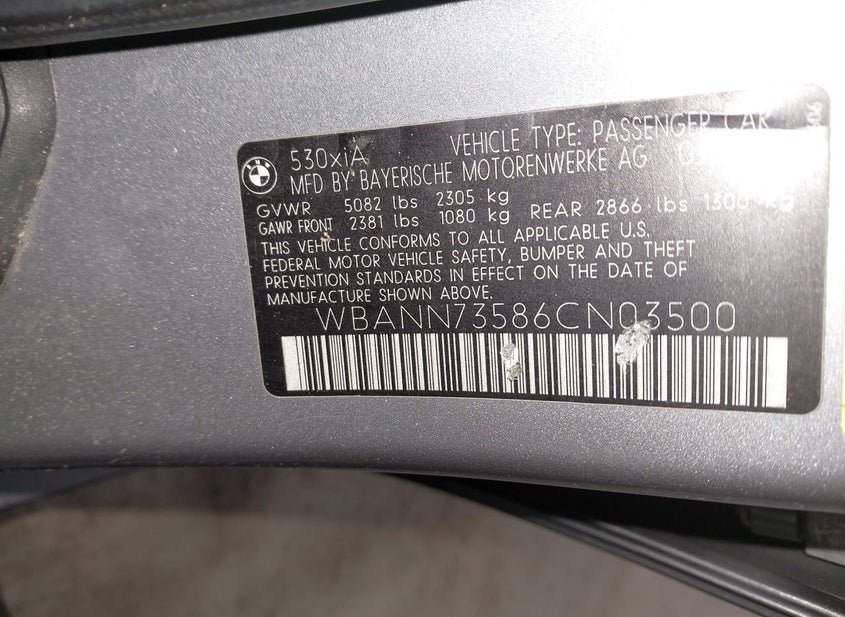 530xiA VEHICLE TYPE: PASSENGER CAR
MFD BY BAYERISCHE MOTORENWERKE AG
GVWR 5082 lbs 2305 kg
GAWR FRONT 2381 lbs 1080 kg REAR 2866 lbs
THIS VEHICLE CONFORMS TO ALL APPLICABLE U.S.
FEDERAL MOTOR VEHICLE SAFETY, BUMPER AND THEFT
PREVENTION STANDARDS IN EFFECT ON THE DATE OF
MANUFACTURE SHOWN ABOVE.
WBANN73586CN03500